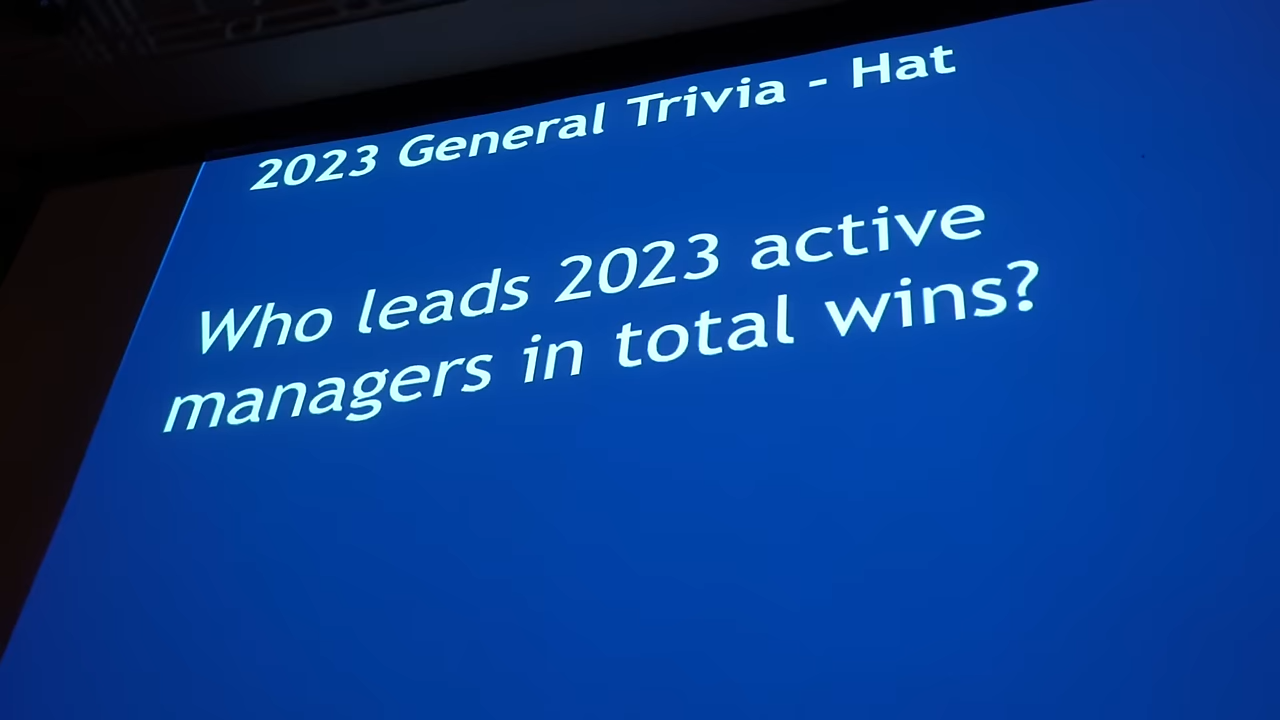 2023 General Trivia - Hat
Who leads 2023 active
managers in total wins?